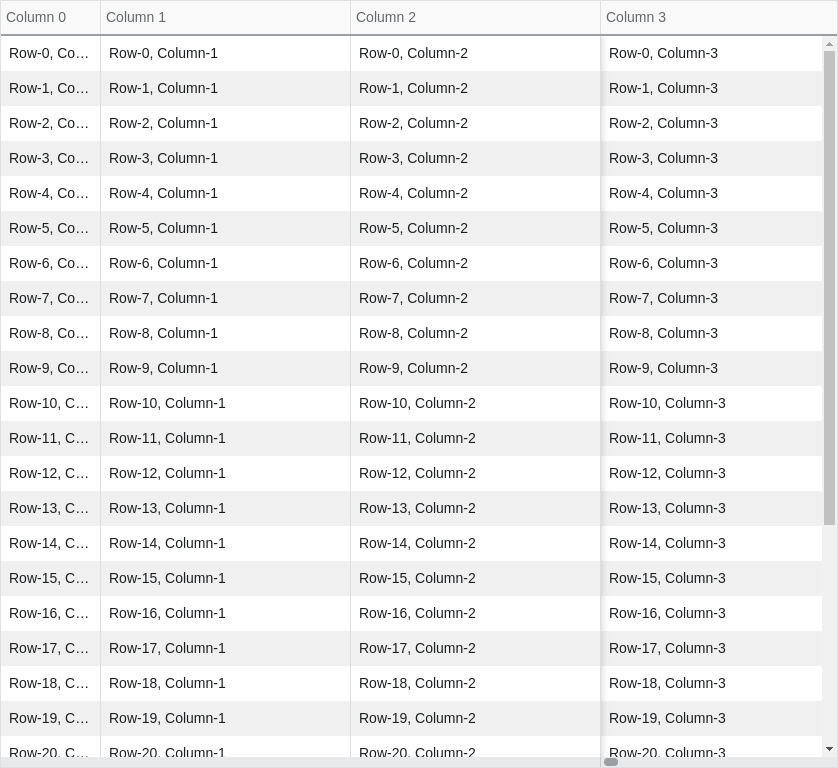 Column 0 Column 1 Column 2 Column 3
Row-0, Co… Row-0, Column-1 Row-0, Column-2 Row-0, Column-3
Row-1, Co… Row-1, Column-1 Row-1, Column-2 Row-1, Column-3
Row-2, Co… Row-2, Column-1 Row-2, Column-2 Row-2, Column-3
Row-3, Co… Row-3, Column-1 Row-3, Column-2 Row-3, Column-3
Row-4, Co… Row-4, Column-1 Row-4, Column-2 Row-4, Column-3
Row-5, Co… Row-5, Column-1 Row-5, Column-2 Row-5, Column-3
Row-6, Co… Row-6, Column-1 Row-6, Column-2 Row-6, Column-3
Row-7, Co… Row-7, Column-1 Row-7, Column-2 Row-7, Column-3
Row-8, Co… Row-8, Column-1 Row-8, Column-2 Row-8, Column-3
Row-9, Co… Row-9, Column-1 Row-9, Column-2 Row-9, Column-3
Row-10, C… Row-10, Column-1 Row-10, Column-2 Row-10, Column-3
Row-11, C… Row-11, Column-1 Row-11, Column-2 Row-11, Column-3
Row-12, C… Row-12, Column-1 Row-12, Column-2 Row-12, Column-3
Row-13, C… Row-13, Column-1 Row-13, Column-2 Row-13, Column-3
Row-14, C… Row-14, Column-1 Row-14, Column-2 Row-14, Column-3
Row-15, C… Row-15, Column-1 Row-15, Column-2 Row-15, Column-3
Row-16, C… Row-16, Column-1 Row-16, Column-2 Row-16, Column-3
Row-17, C… Row-17, Column-1 Row-17, Column-2 Row-17, Column-3
Row-18, C… Row-18, Column-1 Row-18, Column-2 Row-18, Column-3
Row-19, C… Row-19, Column-1 Row-19, Column-2 Row-19, Column-3
Row-20, C… Row-20, Column-1 Row-20, Column-2 Row-20, Column-3